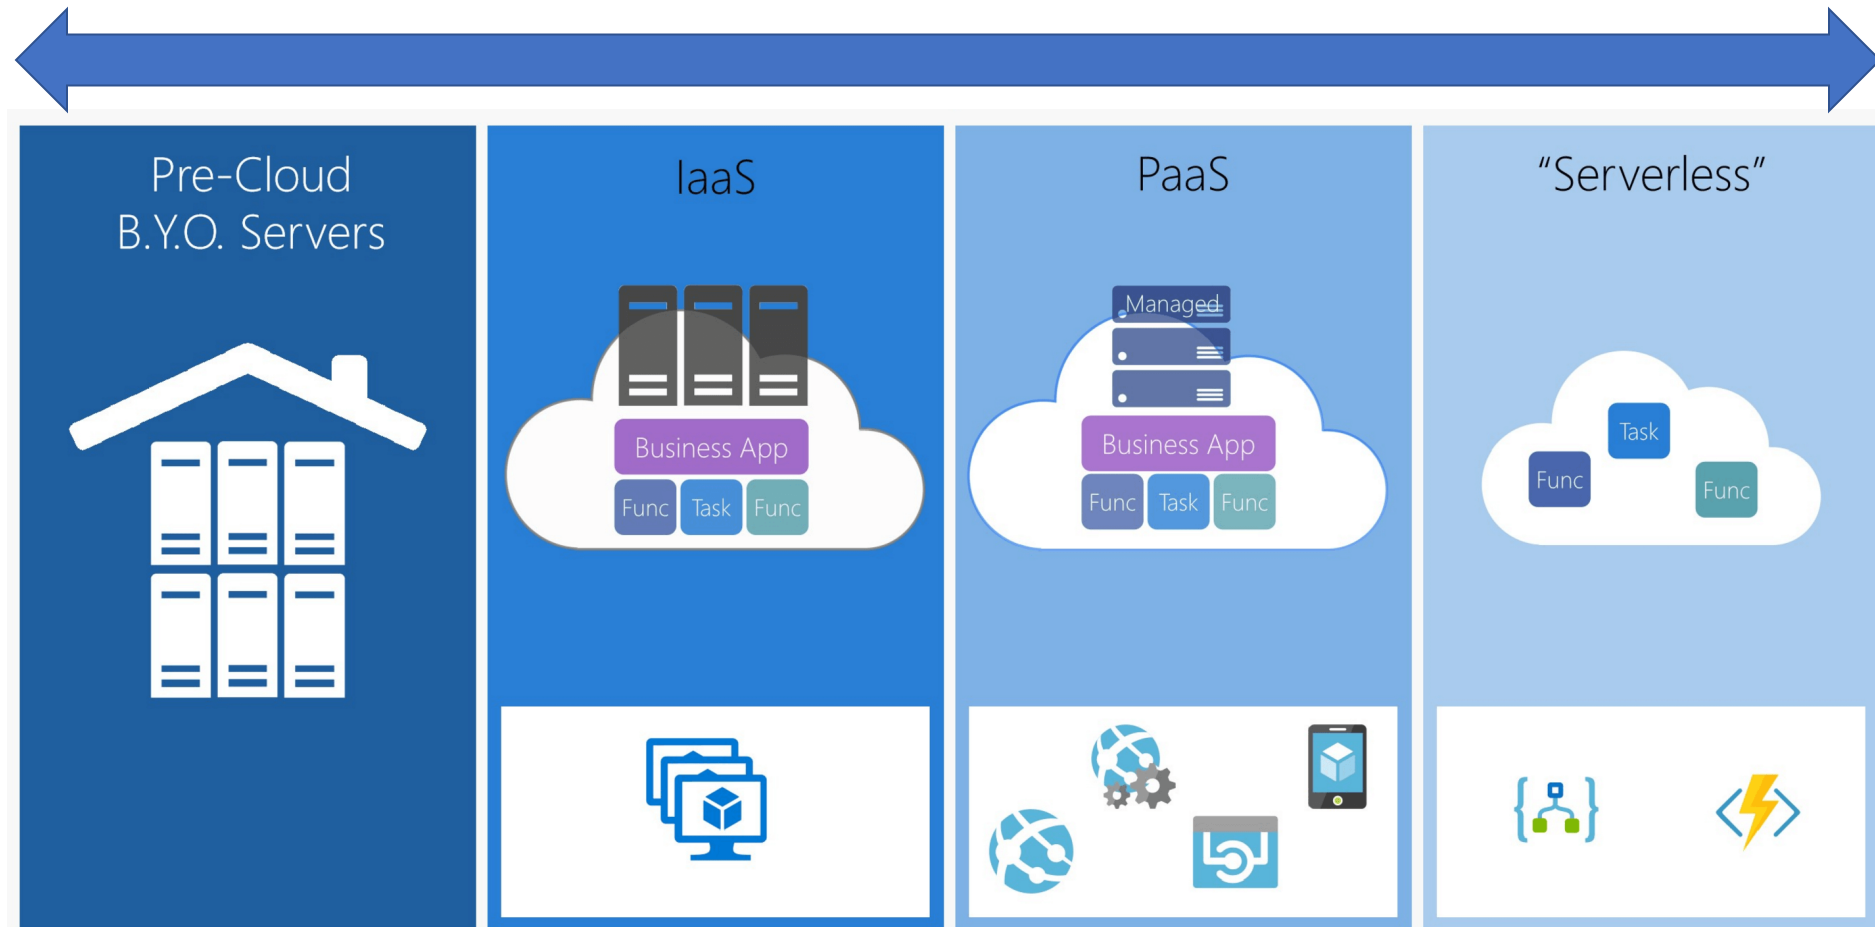 Pre-Cloud
B.Y.O. Servers
IaaS
Business App
Func Task Func
PaaS
Managed
Business App
Func Task Func
“Serverless”
Task
Func
Func